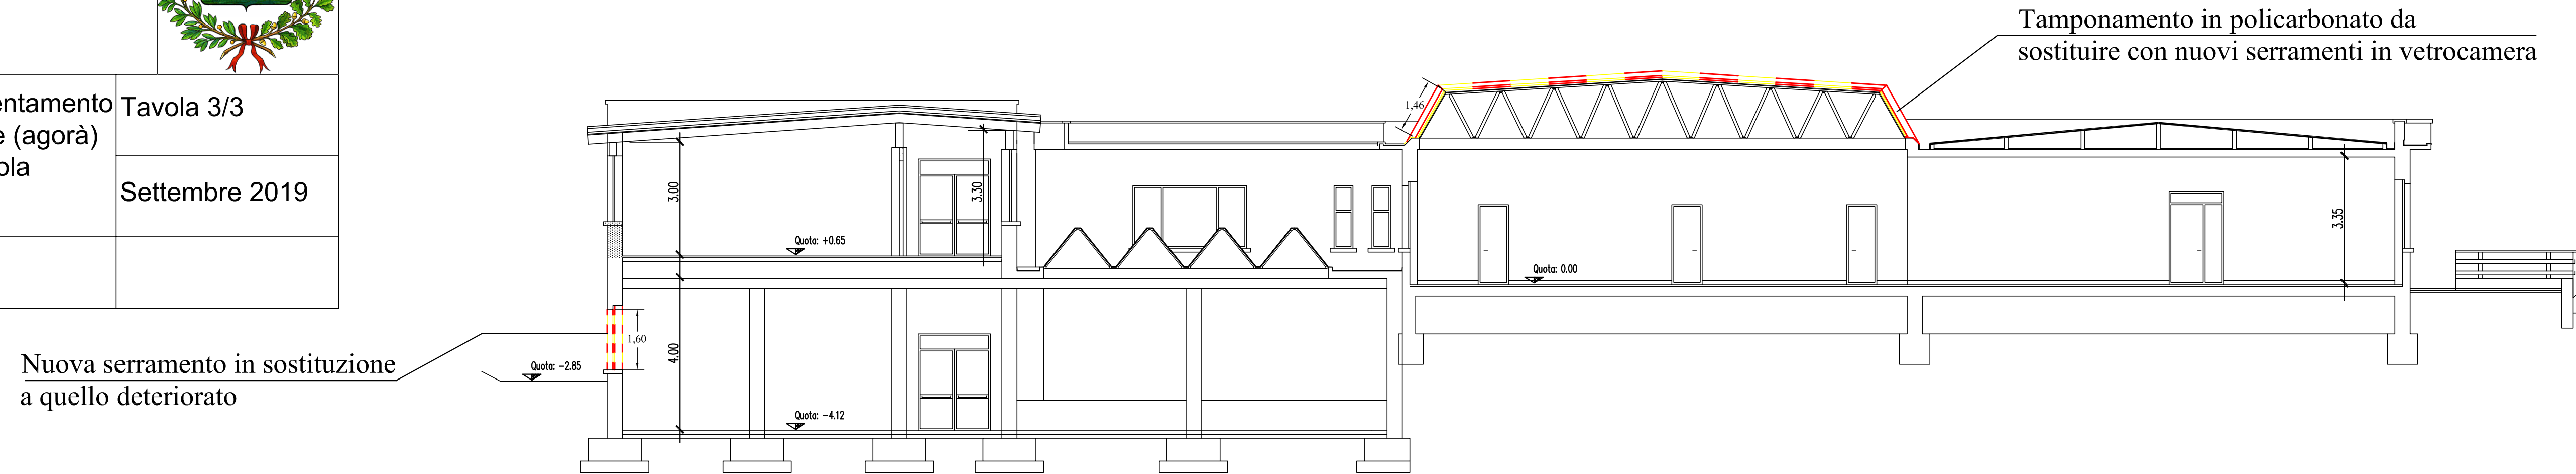 entamento
e (agorà)
ola
Tavola 3/3
Settembre 2019
Tamponamento in policarbonato da
sostituire con nuovi serramenti in vetrocamera
1,46
3.00
3.30
Quota: +0.65
Quota: 0.00
3.35
1,60
4.00
Nuova serramento in sostituzione
a quello deteriorato
Quota: -2.85
Quota: -4.12